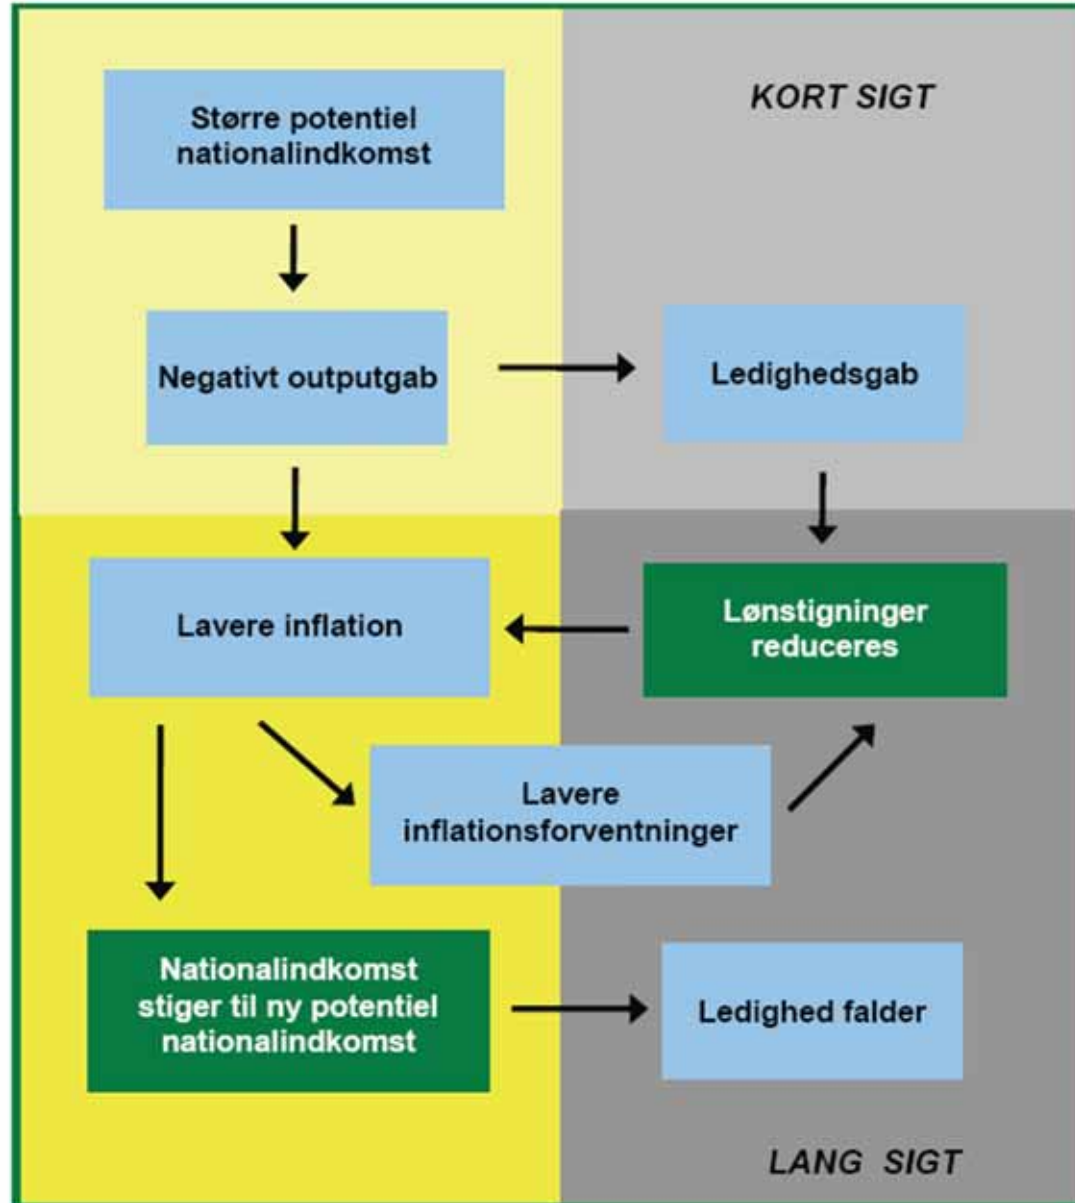 Større potentiel
nationalindkomst
KORT SIGT
Negativt outputgab
Ledighedsgab
Lavere inflation
Lønstigninger
reduceres
Lavere
inflationsforventninger
Nationalindkomst
stiger til ny potentiel
nationalindkomst
Ledighed falder
LANG SIGT